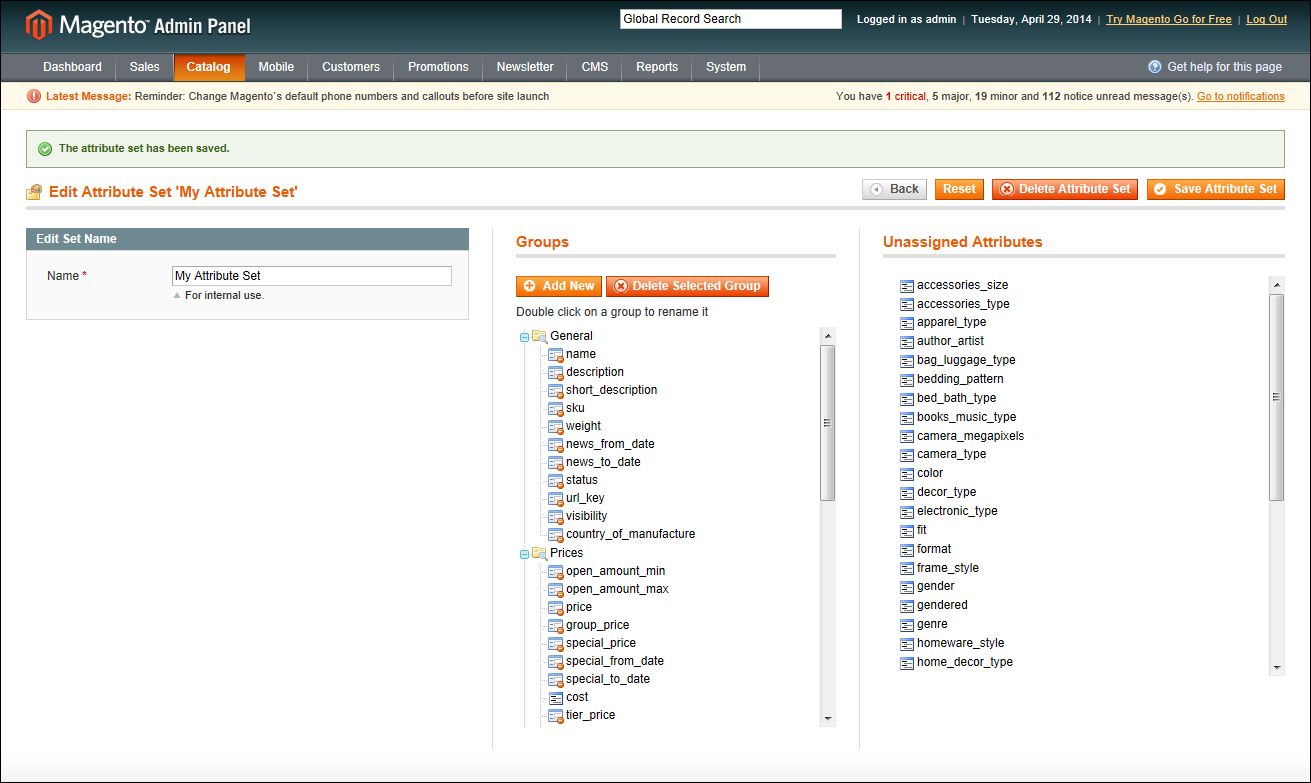 Magento Admin Panel
Global Record Search
Logged in as admin | Tuesday, April 29, 2014 | Try Magento Go for Free | Log Out
Dashboard Sales Catalog Mobile Customers Promotions Newsletter CMS Reports System Get help for this page
Latest Message: Reminder: Change Magento`s default phone numbers and callouts before site launch
You have 1 critical, 5 major, 19 minor and 112 notice unread message(s). Go to notifications
The attribute set has been saved.
Edit Attribute Set 'My Attribute Set'
Back Reset Delete Attribute Set Save Attribute Set
Edit Set Name
Name *
My Attribute Set
For internal use.
Groups
Add New Delete Selected Group
Double click on a group to rename it
General
name
description
short_description
sku
weight
news_from_date
news_to_date
status
url_key
visibility
country_of_manufacture
Prices
open_amount_min
open_amount_max
price
group_price
special_price
special_from_date
special_to_date
cost
tier_price
Unassigned Attributes
accessories_size
accessories_type
apparel_type
author_artist
bag_luggage_type
bedding_pattern
bed_bath_type
books_music_type
camera_megapixels
camera_type
color
decor_type
electronic_type
fit
format
frame_style
gender
gendered
genre
homeware_style
home_decor_type